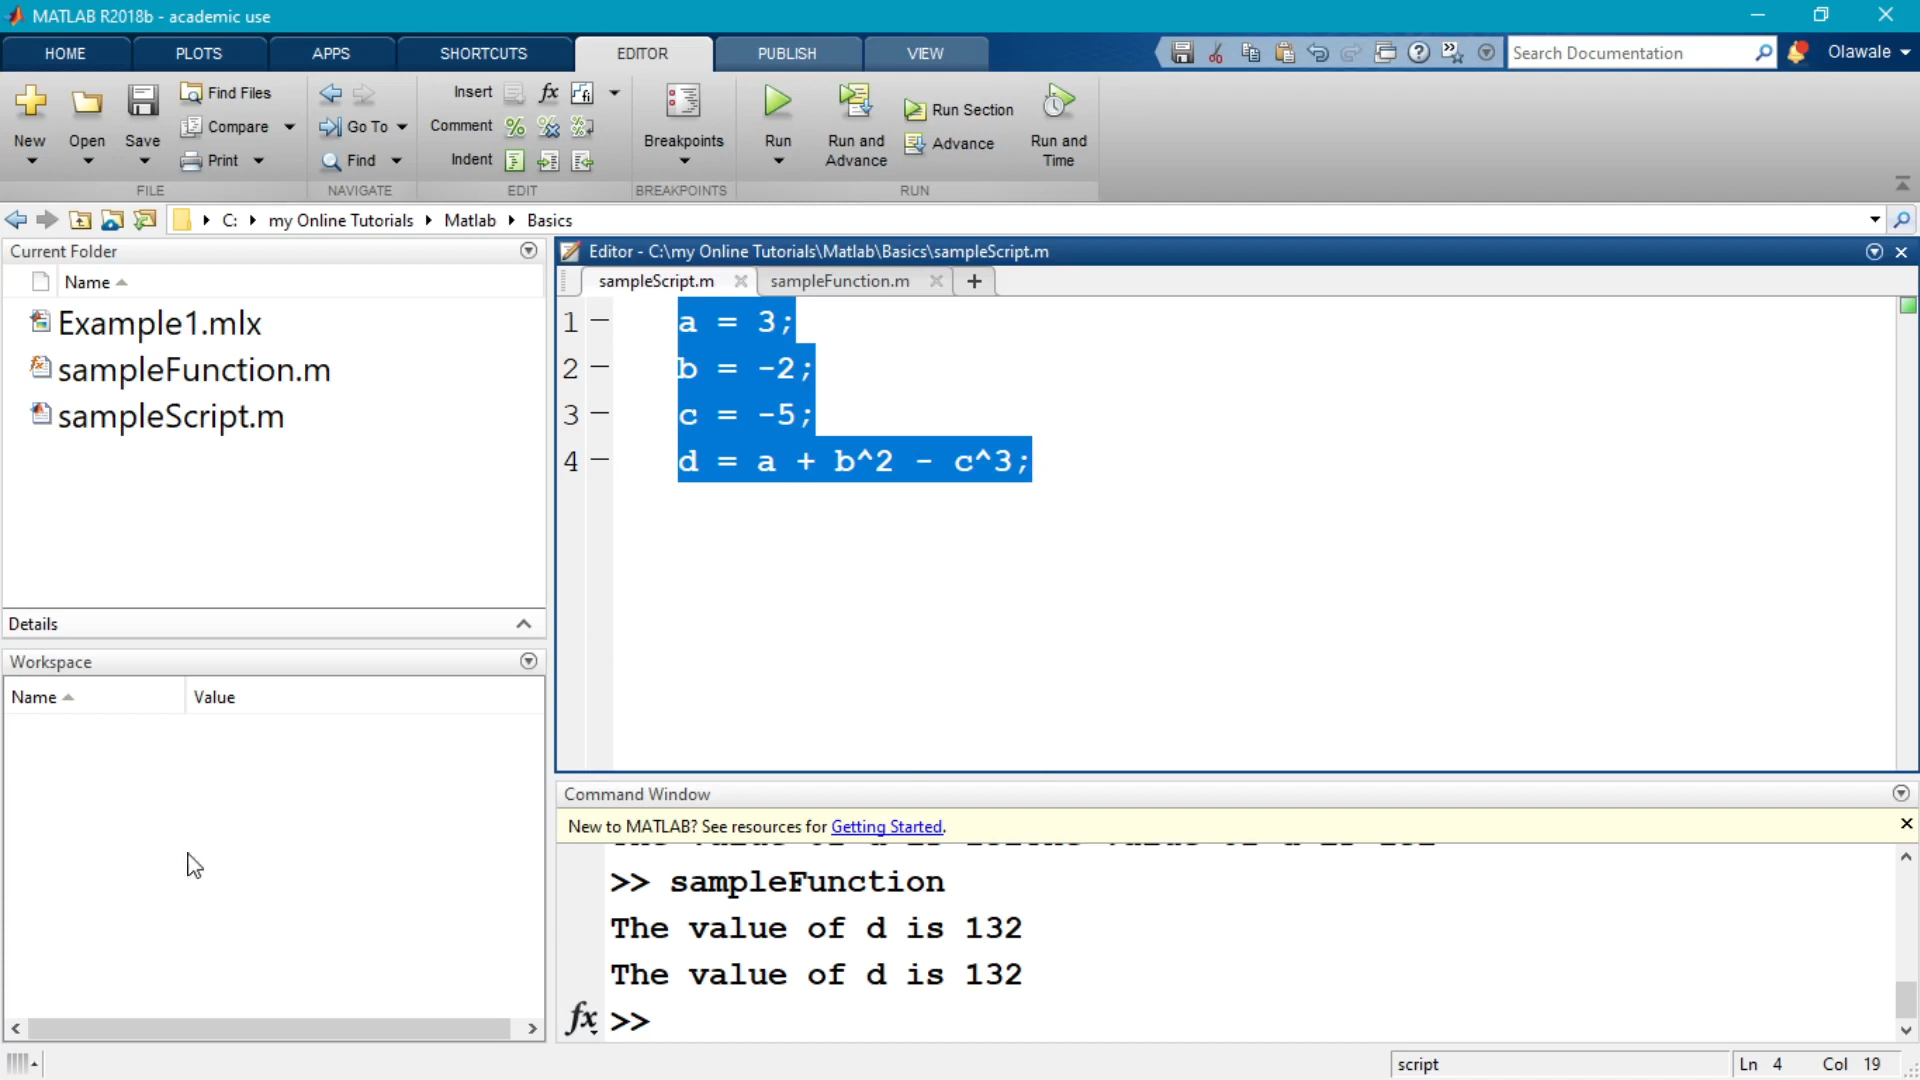 MATLAB R2018b - academic use
HOME PLOTS APPS SHORTCUTS EDITOR PUBLISH VIEW Search Documentation Olawale
New Open Save Find Files Compare Print
Go To Find
Insert fx fi
Comment % %
Indent
Breakpoints
Run Run and Advance Run Section Advance Run and Time
FILE NAVIGATE EDIT BREAKPOINTS RUN
C: my Online Tutorials Matlab Basics
Current Folder
Name
Example1.mlx
sampleFunction.m
sampleScript.m
Details
Workspace
Name Value
Editor - C:\my Online Tutorials\Matlab\Basics\sampleScript.m
sampleScript.m sampleFunction.m +
1 a = 3;
2 b = -2;
3 c = -5;
4 d = a + b^2 - c^3;
Command Window
New to MATLAB? See resources for Getting Started.
>> sampleFunction
The value of d is 132
The value of d is 132
fx >>
script Ln 4 Col 19